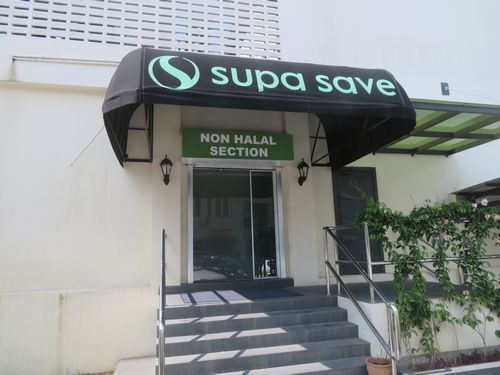 supa save
NON HALAL
SECTION